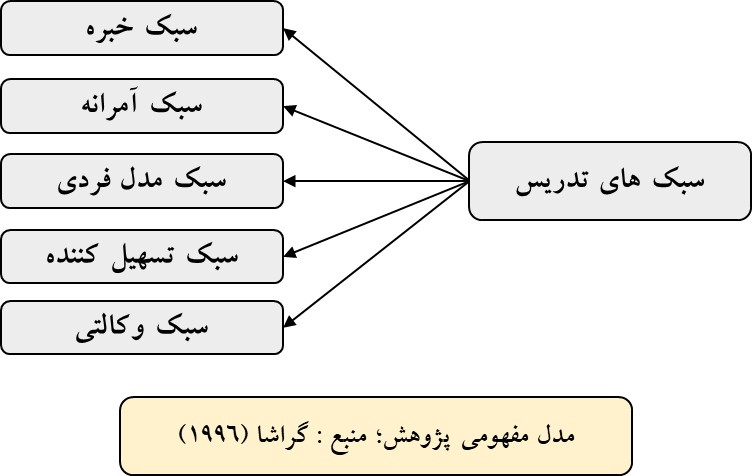 سبک های تدریس
سبک خبره
سبک آمرانه
سبک مدل فردی
سبک تسهیل کننده
سبک وکالتی
مدل مفهومی پژوهش؛ منبع : گراشا (۱۹۹۶)